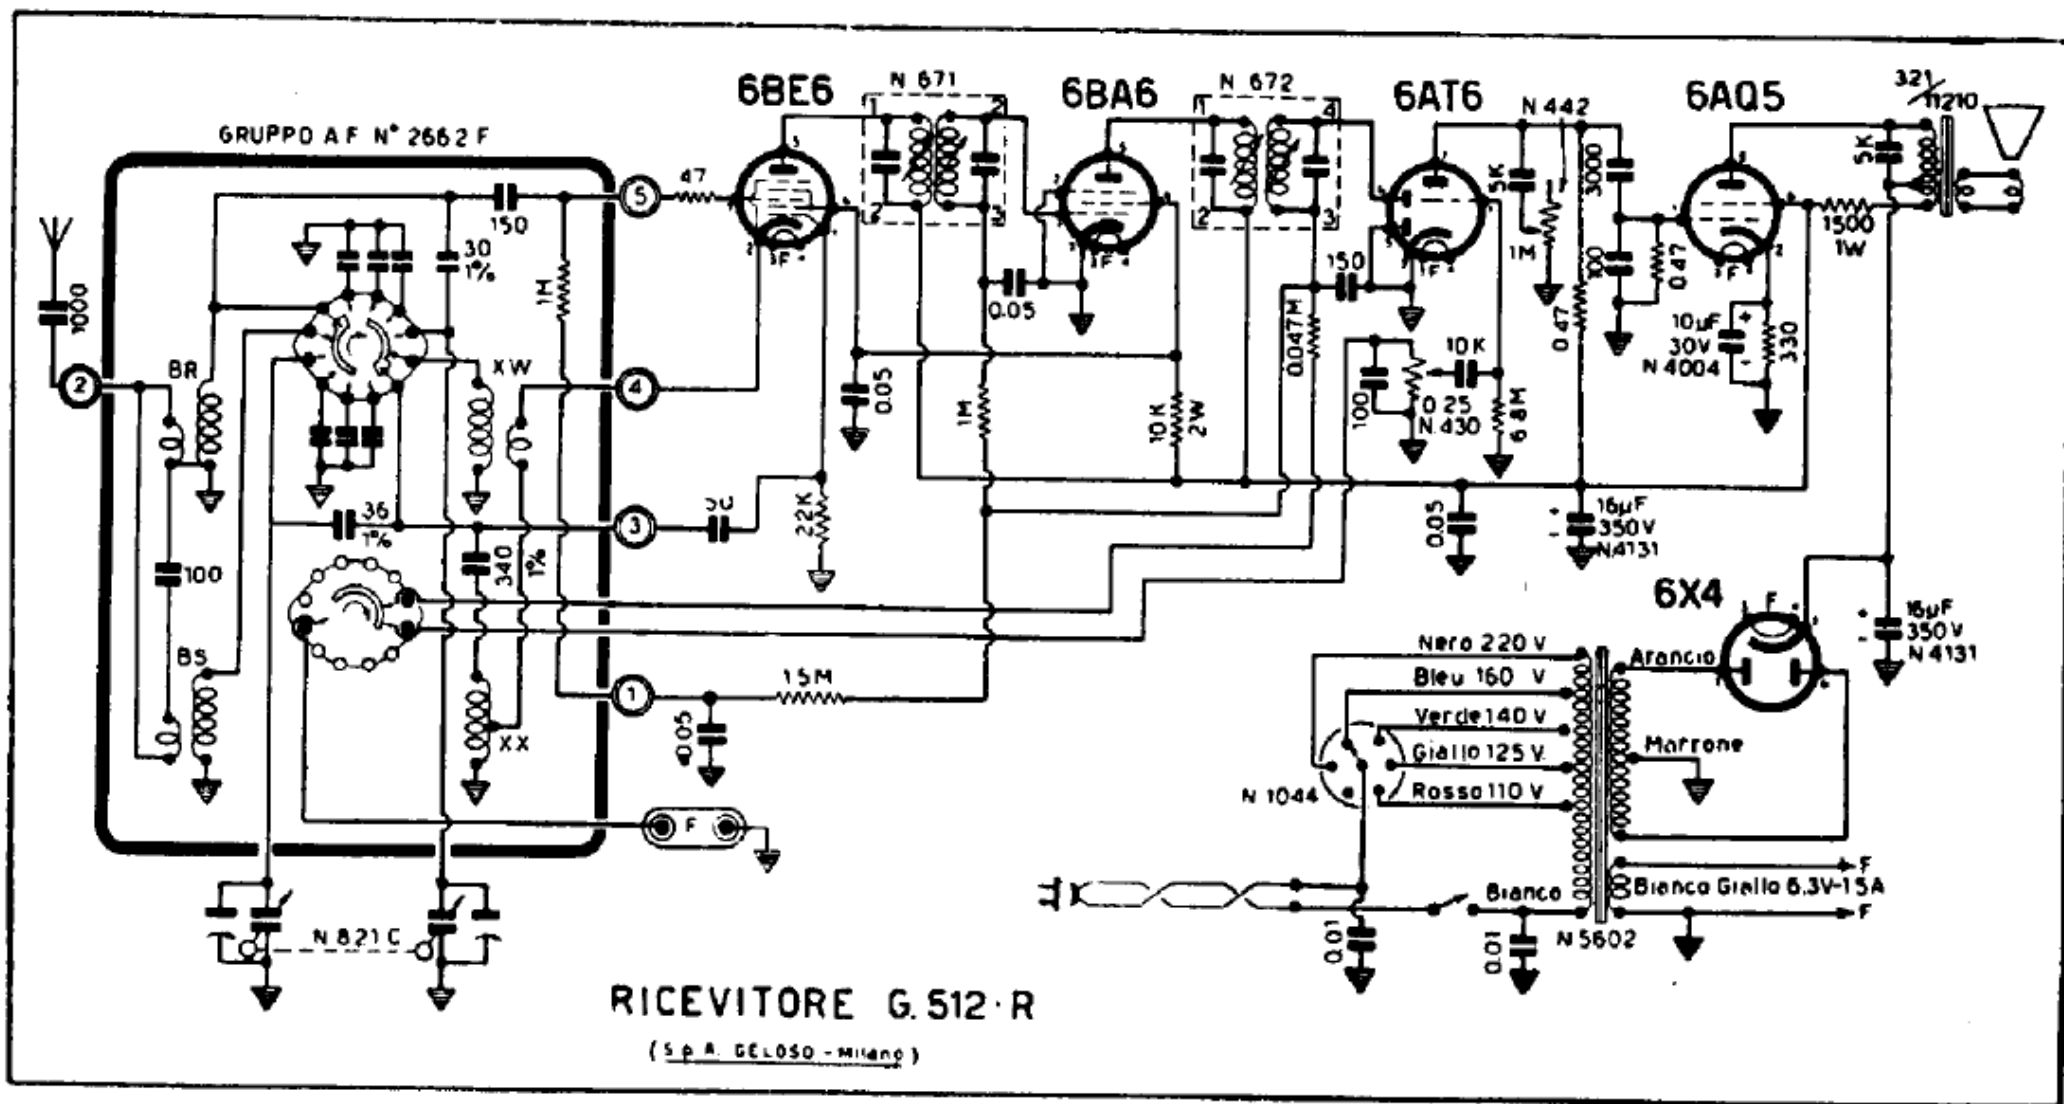 GRUPPO A F N° 2662 F
6BE6
N 671
6BA6
N 672
6AT6
N 442
6AQ5
321/11210
1000
2
BR
BS
100
150
30
1%
1M
XW
36
1%
340
1%
XX
5
4
3
1
47
50
22K
0.05
15M
0.05
F
N 821 C
0.05
1M
10K
2W
150
0.047M
100
0.25
N.430
10K
6 8M
5K
1M
0.47
3000
100
0.47
10µF
30V
N 4004
330
1500
1W
5K
0.05
16µF
350V
N.4131
6X4
F
16µF
350V
N 4131
Nero 220 V
Bleu 160 V
Verde 140 V
Giallo 125 V.
Rosso 110 V
N 1044
Arancio
Marrone
Bianco
Bianco Giallo 6.3V-15A
F
F
0.01
0.01
N 5602
RICEVITORE G. 512·R
(S p A. GELOSO - Milano)